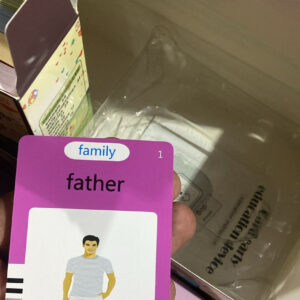 family
1
father
Card early
education device